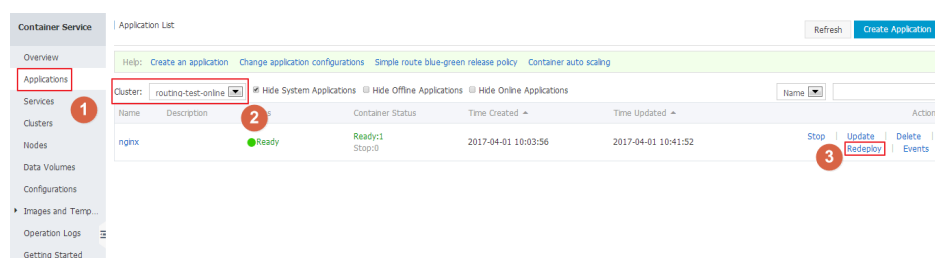 Container Service
Application List
Refresh
Create Application
Overview
Help: Create an application Change application configurations Simple route blue-green release policy Container auto scaling
Applications
Cluster: routing-test-online Hide System Applications Hide Offline Applications Hide Online Applications Name
Services
1
2
Name Description Container Status Time Created Time Updated Action
Clusters
nginx Ready Ready:1 Stop:0 2017-04-01 10:03:56 2017-04-01 10:41:52 Stop Update Delete
Redeploy Events
3
Nodes
Data Volumes
Configurations
Images and Temp...
Operation Logs
Getting Started